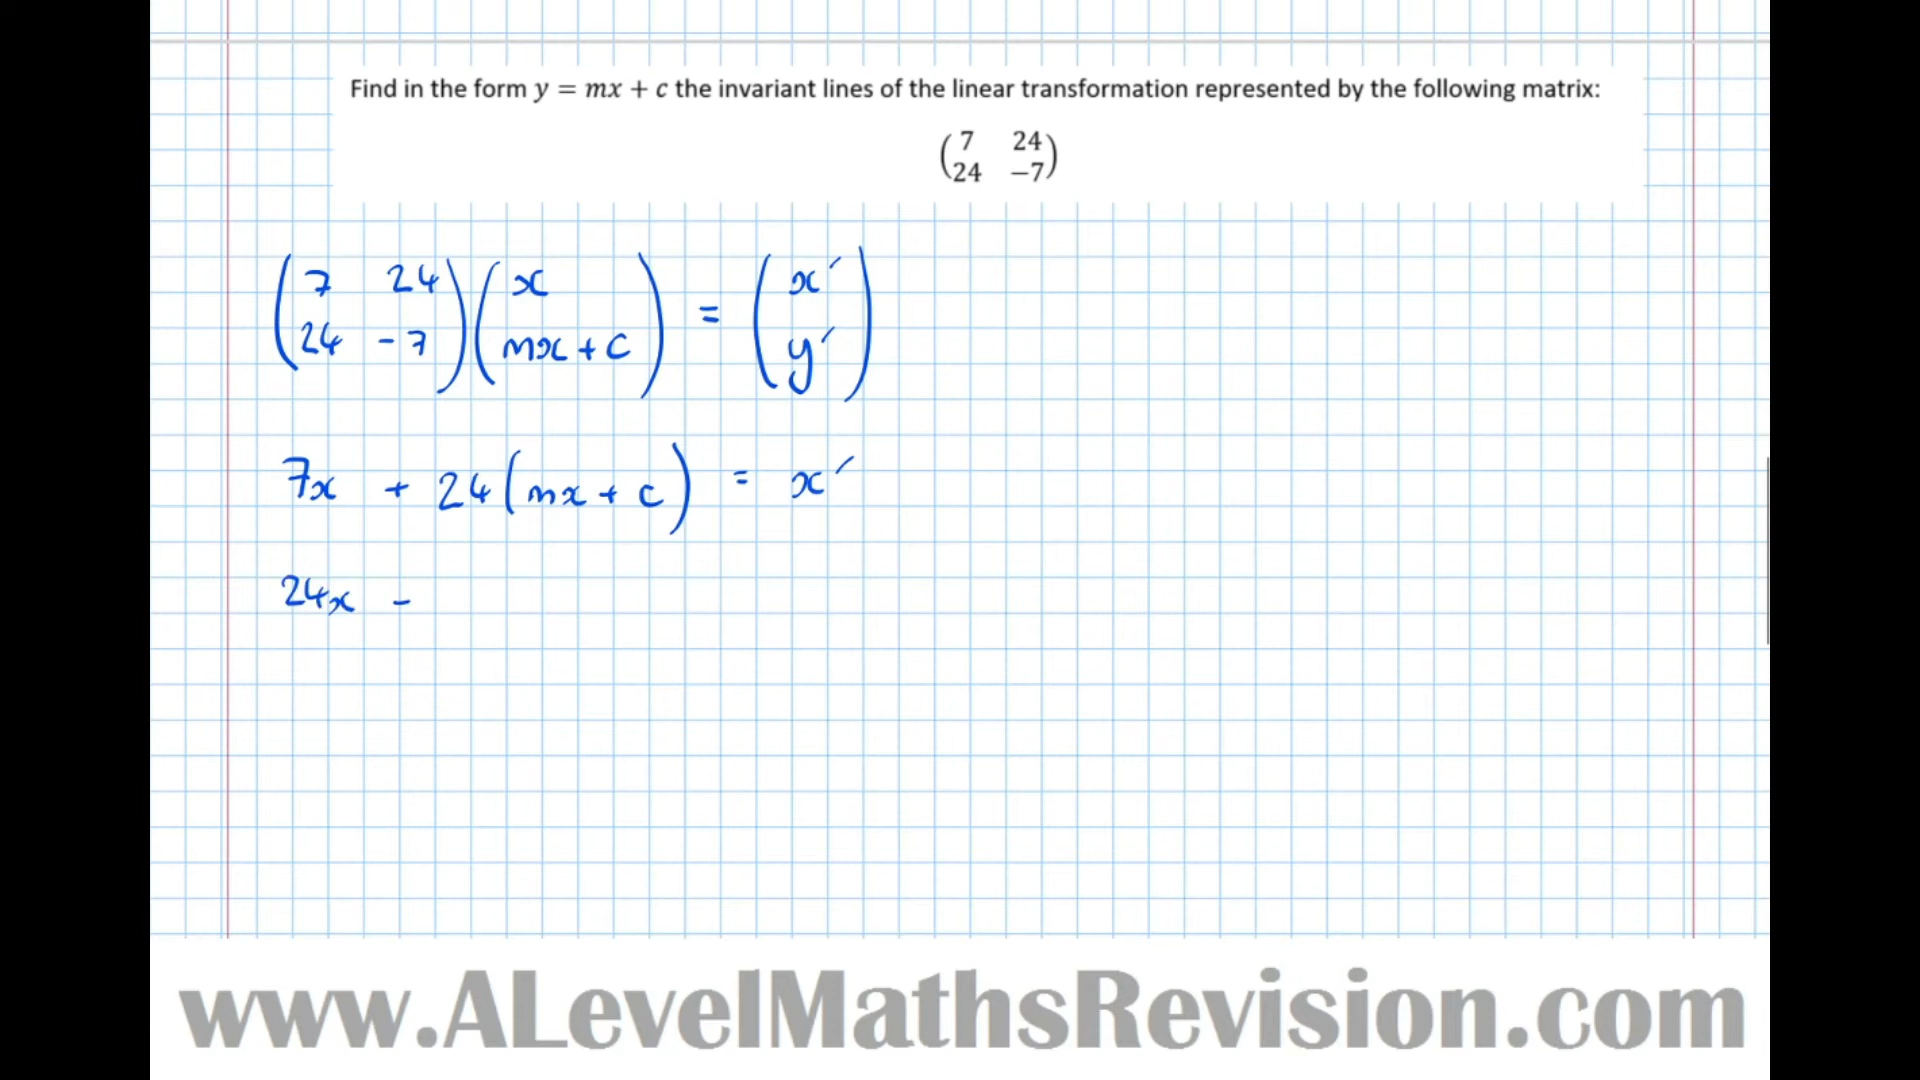 Find in the form y = mx + c the invariant lines of the linear transformation represented by the following matrix:
(7 24
24 −7)
(7 24
24 -7)(x
mx + c) = (x′
y′)
7x + 24(mx + c) = x′
24x -
www.ALevelMathsRevision.com